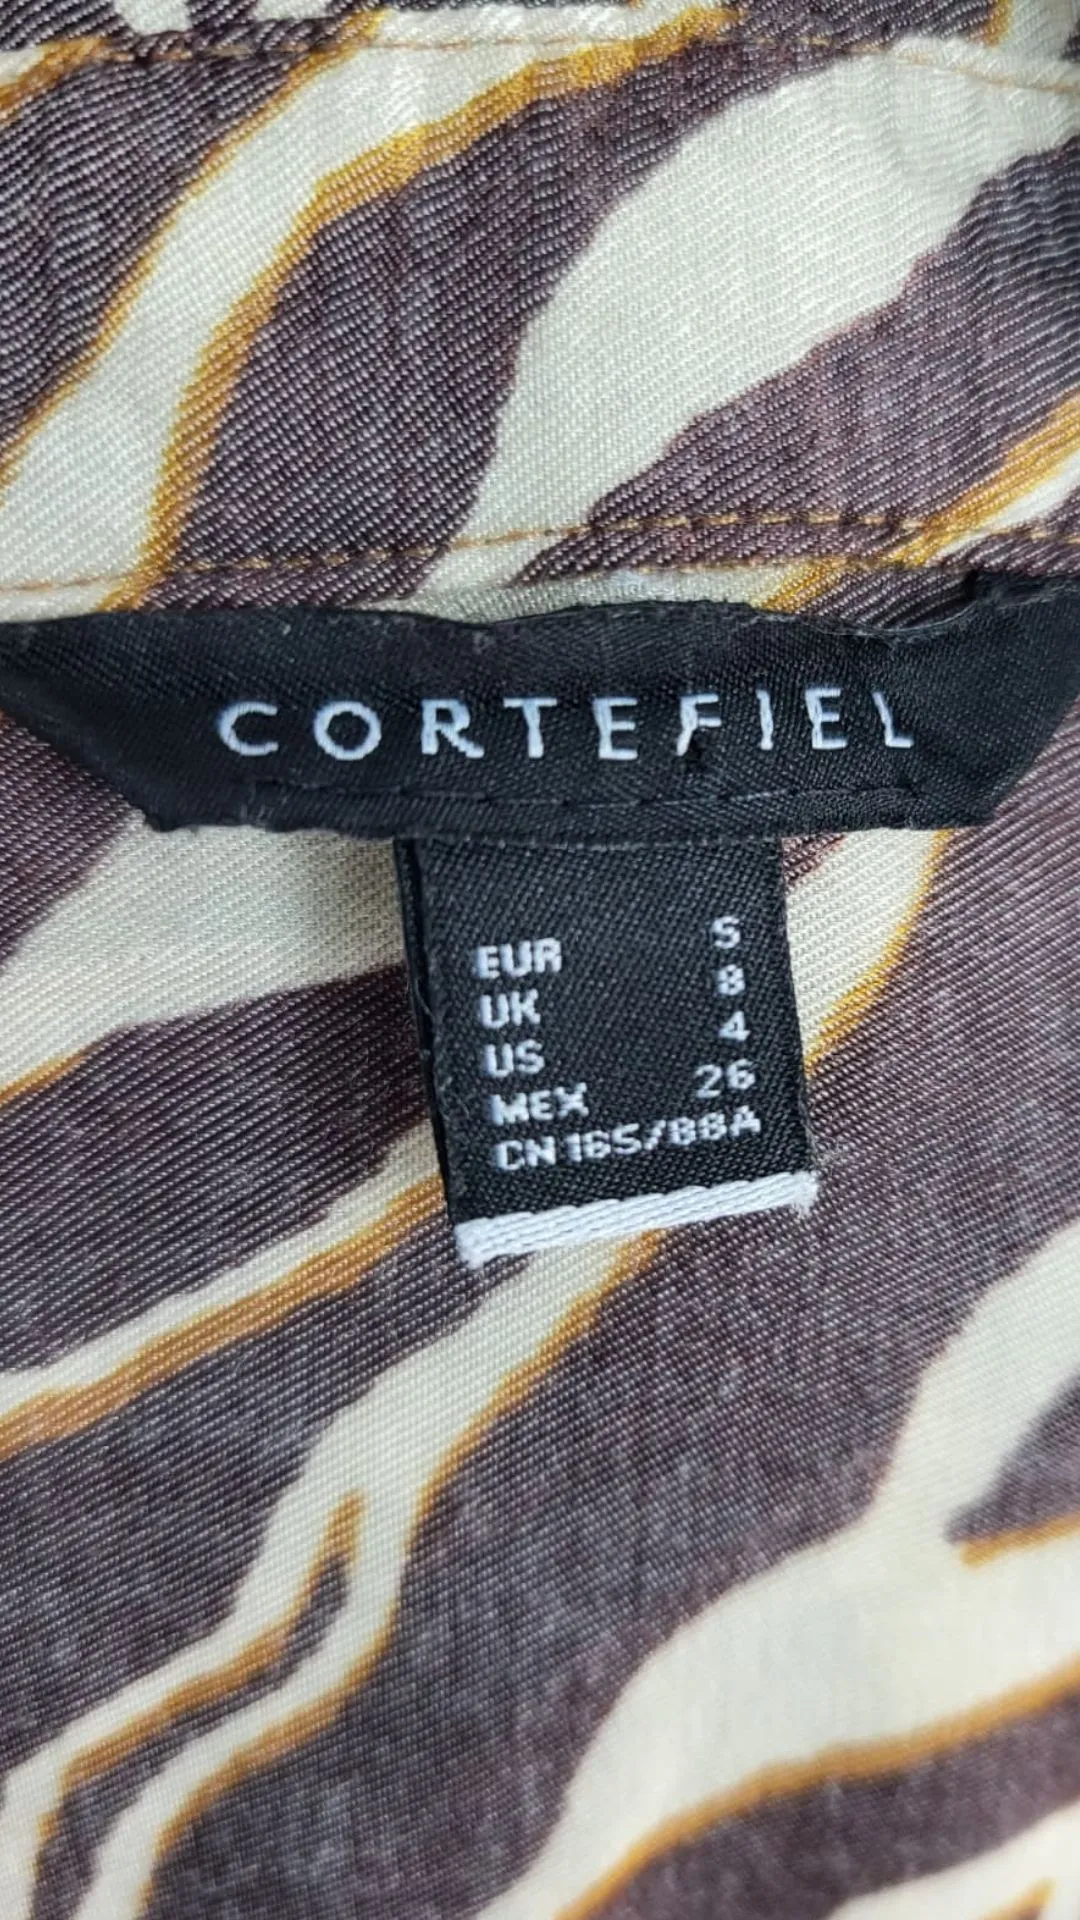 CORTEFIEL
EUR S
UK 8
US 4
MEX 26
CN 165/88A